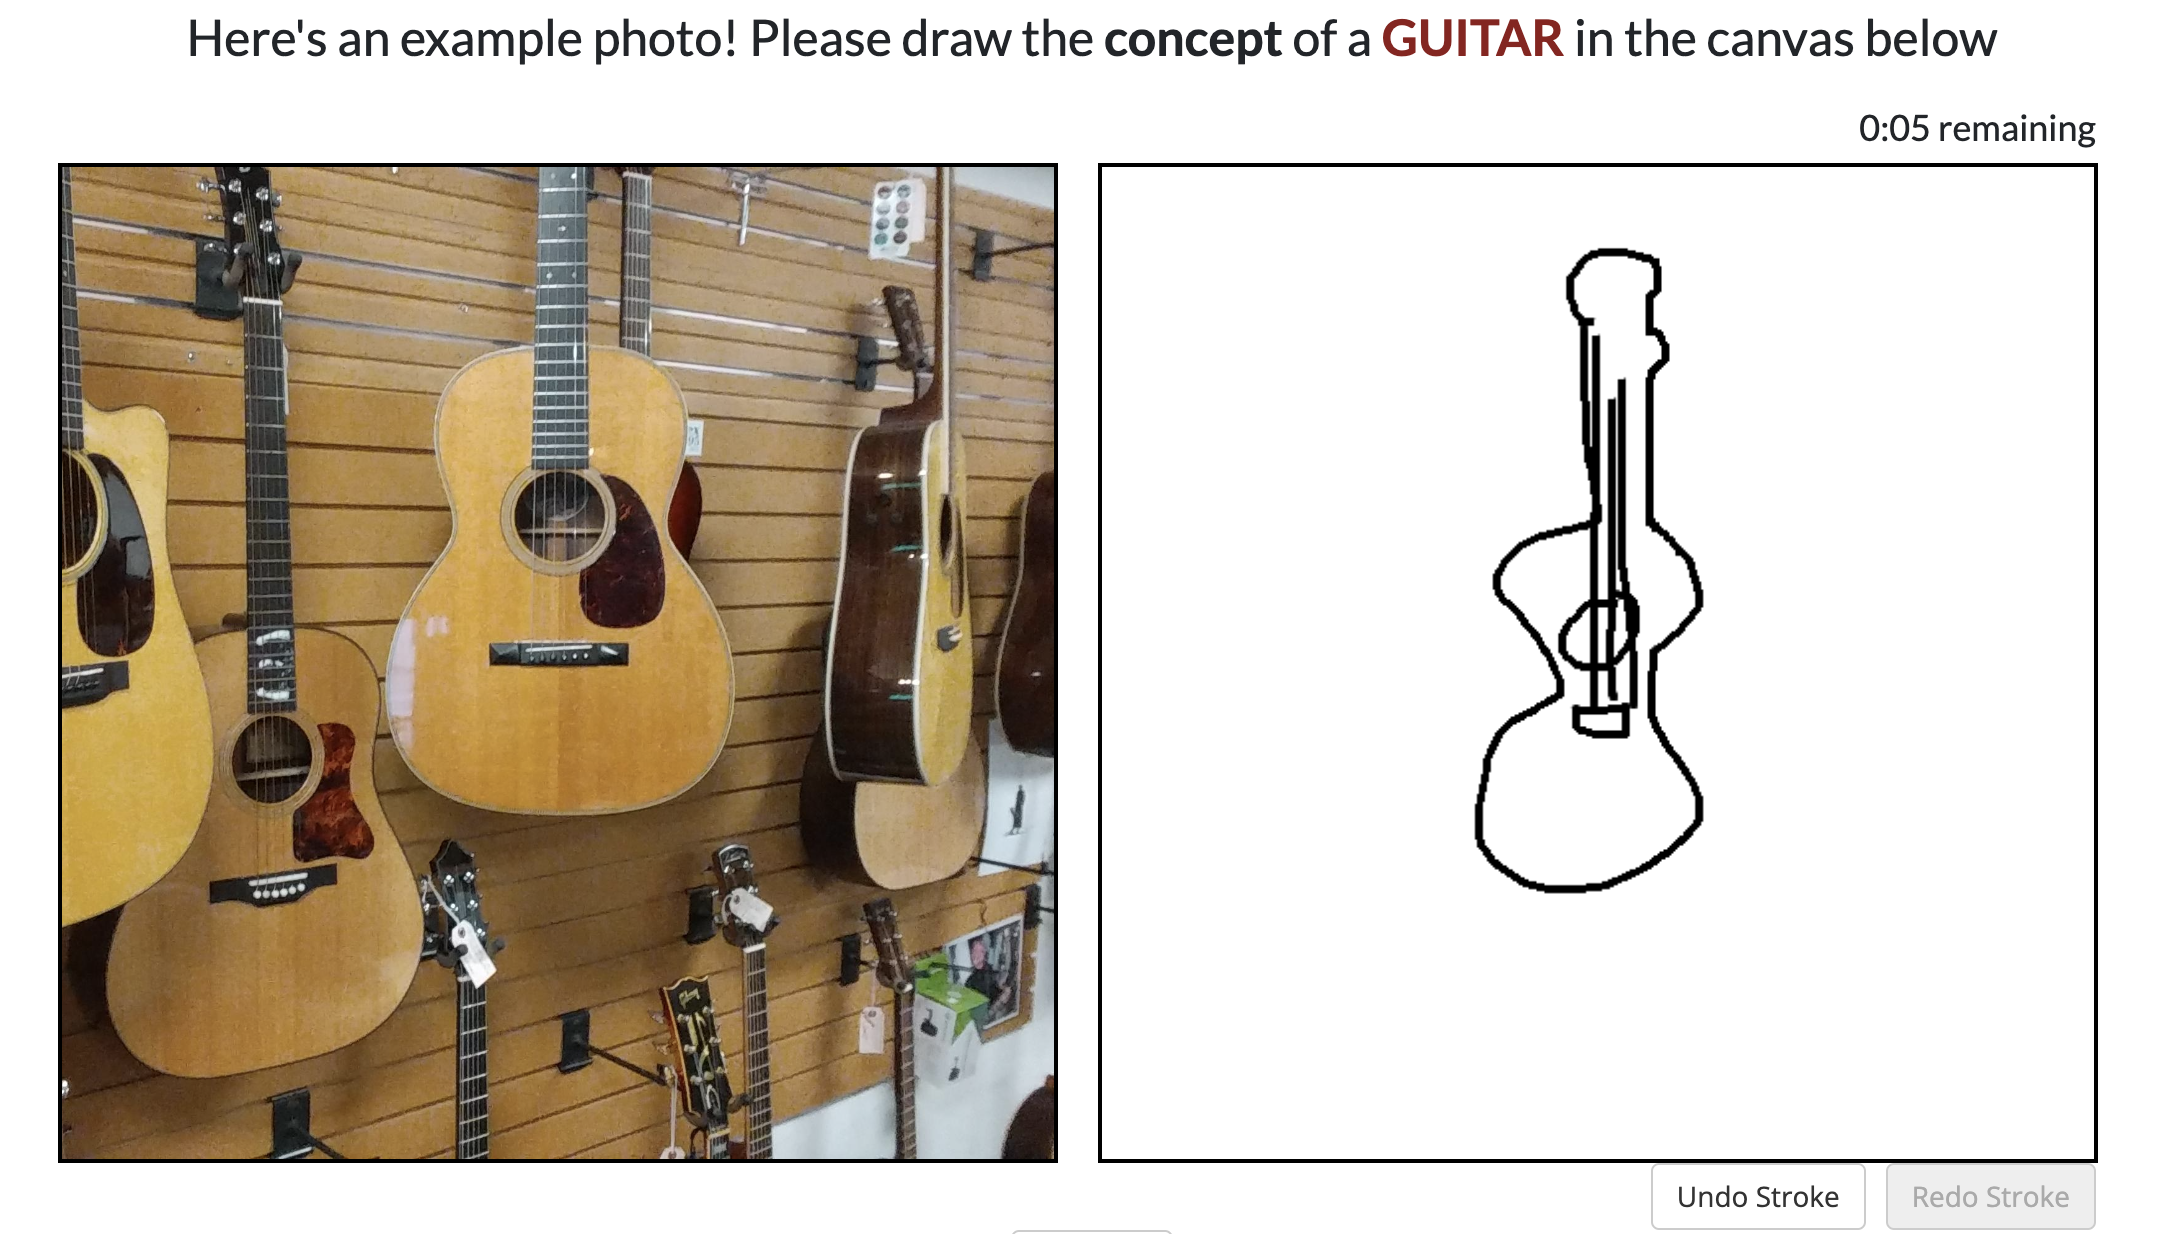 Here's an example photo! Please draw the concept of a GUITAR in the canvas below
0:05 remaining
Undo Stroke
Redo Stroke